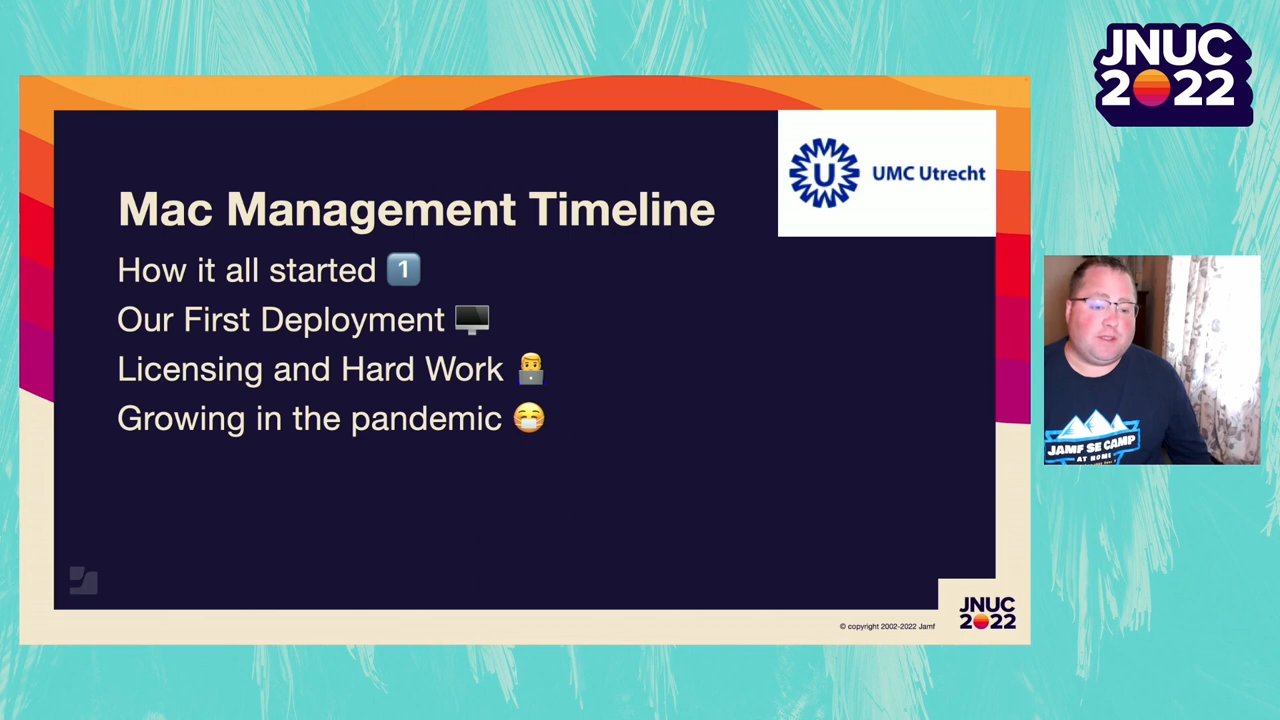 JNUC
2022
UMC Utrecht
Mac Management Timeline
How it all started 1️⃣
Our First Deployment 🖥️
Licensing and Hard Work 👨‍💻
Growing in the pandemic 😷
JAMF SE CAMP
AT HOME
© copyright 2002-2022 Jamf
JNUC
2022